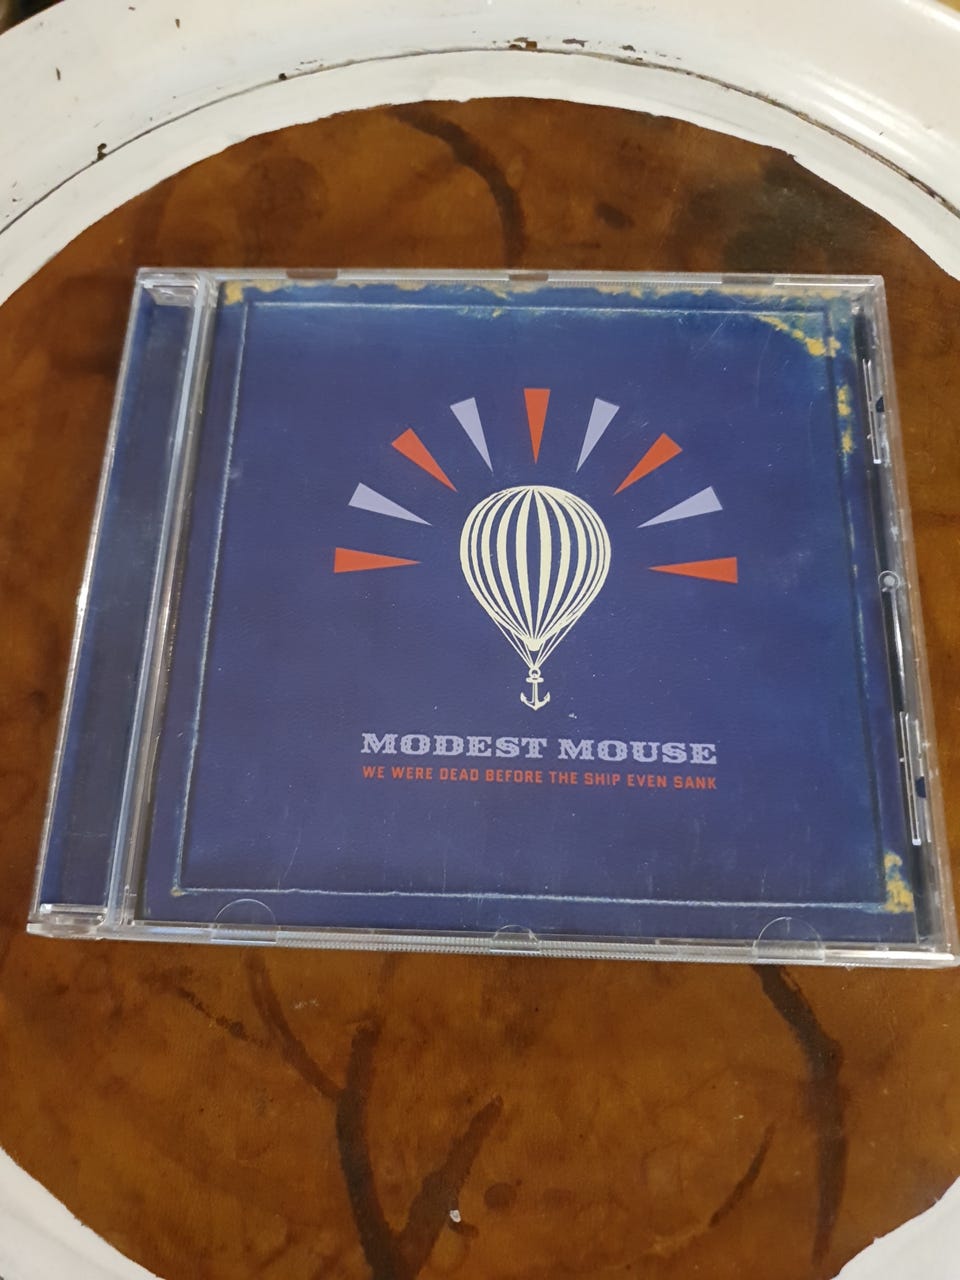 MODEST MOUSE
WE WERE DEAD BEFORE THE SHIP EVEN SANK